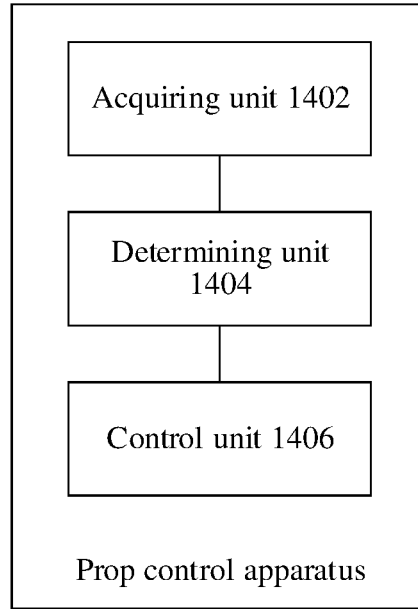 Acquiring unit 1402
Determining unit
1404
Control unit 1406
Prop control apparatus